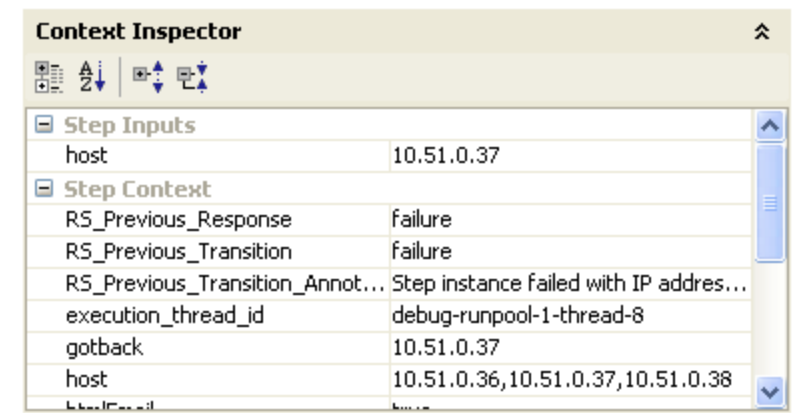 Context Inspector
Step Inputs
host 10.51.0.37
Step Context
RS_Previous_Response failure
RS_Previous_Transition failure
RS_Previous_Transition_Annot... Step instance failed with IP addres...
execution_thread_id debug-runpool-1-thread-8
gotback 10.51.0.37
host 10.51.0.36,10.51.0.37,10.51.0.38